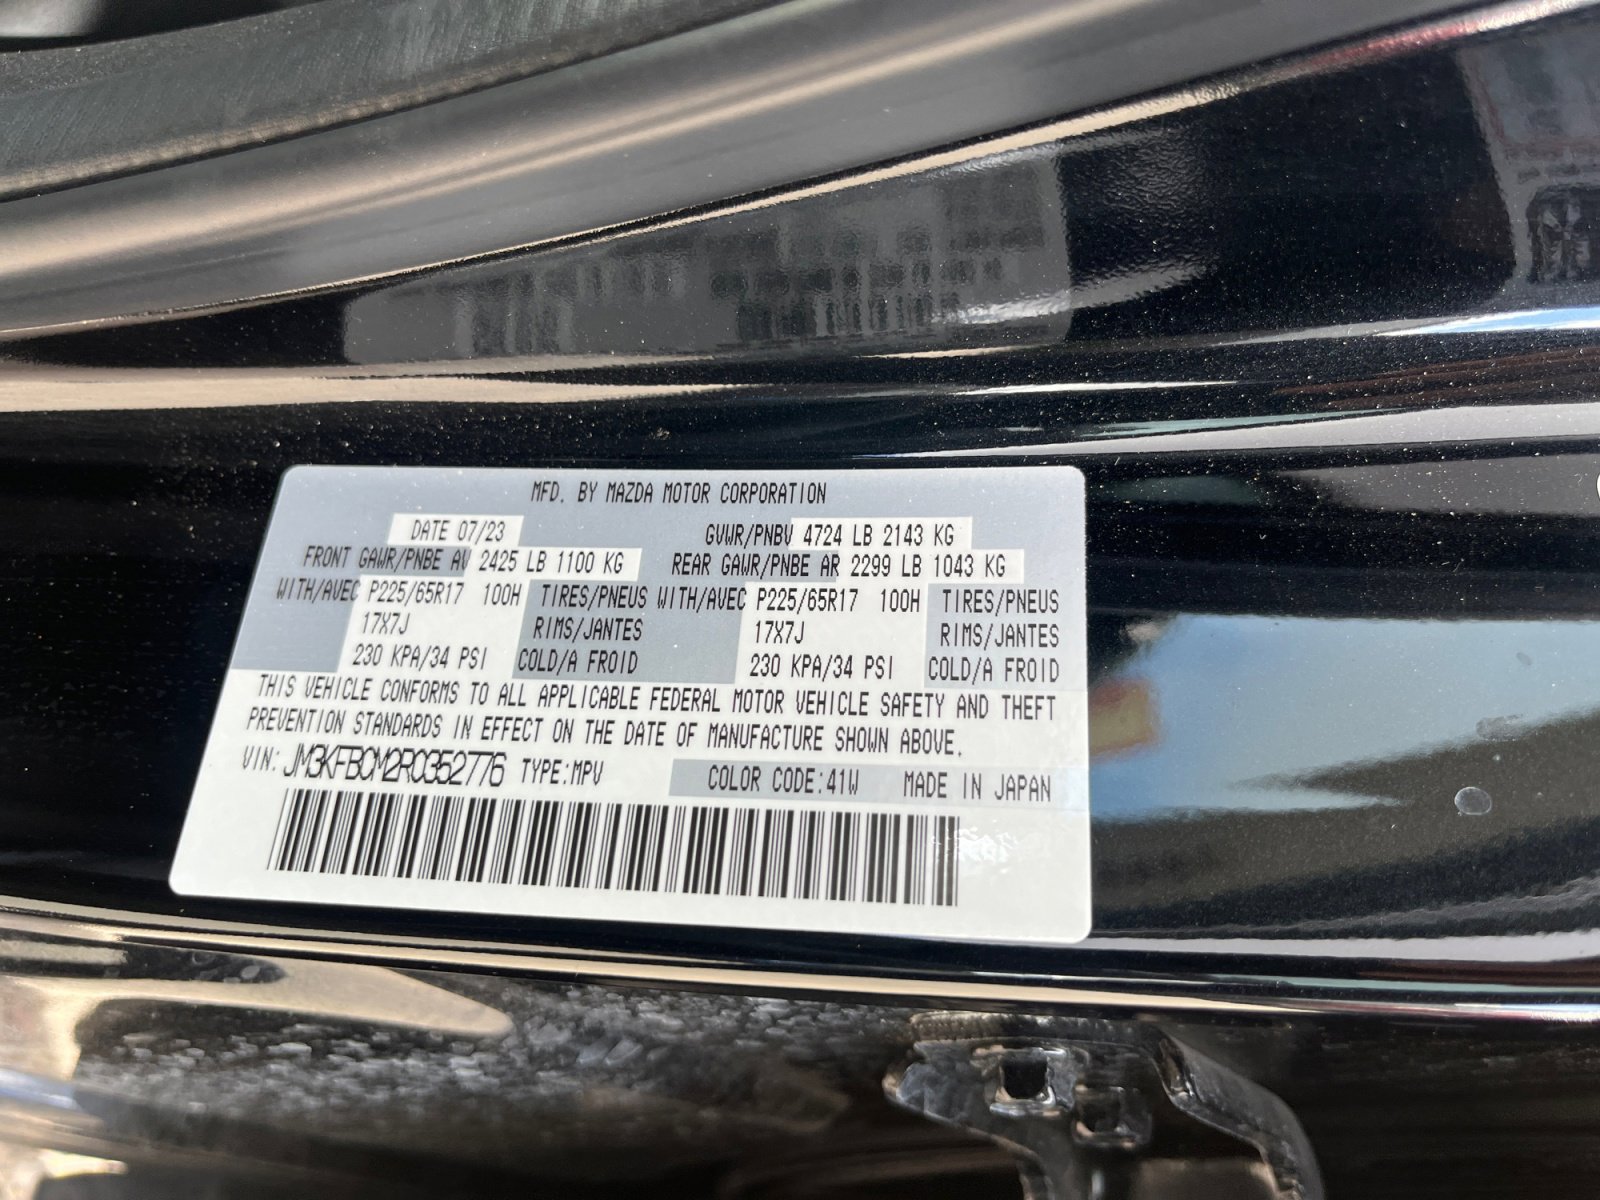 MFD. BY MAZDA MOTOR CORPORATION
DATE 07/23 GVWR/PNBV 4724 LB 2143 KG
FRONT GAWR/PNBE AV 2425 LB 1100 KG REAR GAWR/PNBE AR 2299 LB 1043 KG
WITH/AVEC P225/65R17 100H TIRES/PNEUS WITH/AVEC P225/65R17 100H TIRES/PNEUS
17X7J RIMS/JANTES 17X7J RIMS/JANTES
230 KPA/34 PSI COLD/A FROID 230 KPA/34 PSI COLD/A FROID
THIS VEHICLE CONFORMS TO ALL APPLICABLE FEDERAL MOTOR VEHICLE SAFETY AND THEFT
PREVENTION STANDARDS IN EFFECT ON THE DATE OF MANUFACTURE SHOWN ABOVE.
VIN: JM3KFBCM2R0352776 TYPE:MPV COLOR CODE:41W MADE IN JAPAN